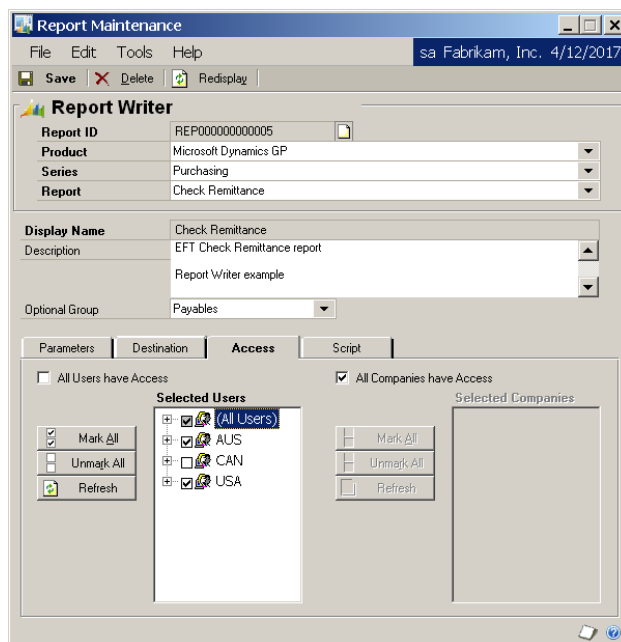 Report Maintenance
File Edit Tools Help sa Fabrikam, Inc. 4/12/2017
Save Delete Redisplay
Report Writer
Report ID REP000000000005
Product Microsoft Dynamics GP
Series Purchasing
Report Check Remittance
Display Name Check Remittance
Description EFT Check Remittance report
Report Writer example
Optional Group Payables
Parameters Destination Access Script
All Users have Access All Companies have Access
Selected Users Selected Companies
(All Users)
Mark All AUS Mark All
Unmark All CAN Unmark All
Refresh USA Refresh